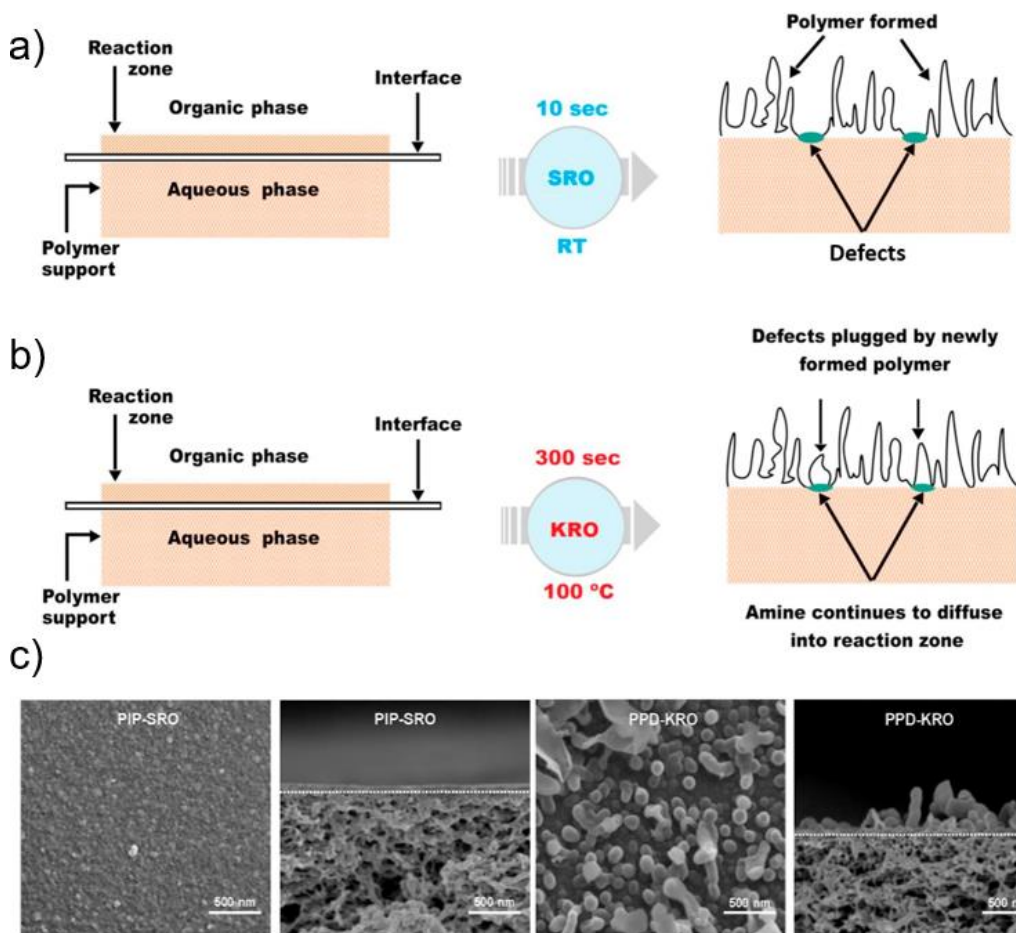 a)
Reaction
zone
Organic phase
Interface
Aqueous phase
Polymer
support
10 sec
SRO
RT
Polymer formed
Defects
b)
Reaction
zone
Organic phase
Interface
Aqueous phase
Polymer
support
300 sec
KRO
100 °C
Defects plugged by newly
formed polymer
Amine continues to diffuse
into reaction zone
c)
PIP-SRO
500 nm
PIP-SRO
500 nm
PPD-KRO
500 nm
PPD-KRO
500 nm